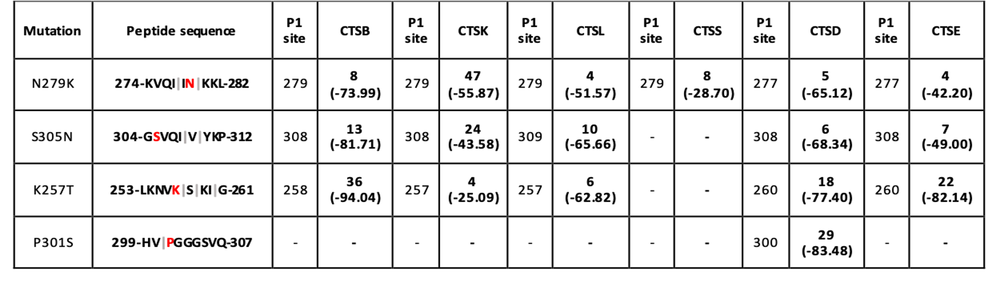 Mutation Peptide sequence P1 site CTSB P1 site CTSK P1 site CTSL P1 site CTSS P1 site CTSD P1 site CTSE
N279K 274-KVQI|IN|KKL-282 279 8 (-73.99) 279 47 (-55.87) 279 4 (-51.57) 279 8 (-28.70) 277 5 (-65.12) 277 4 (-42.20)
S305N 304-GSVQI|V|YKP-312 308 13 (-81.71) 308 24 (-43.58) 309 10 (-65.66) - - 308 6 (-68.34) 308 7 (-49.00)
K257T 253-LKNVK|S|KI|G-261 258 36 (-94.04) 257 4 (-25.09) 257 6 (-62.82) - - 260 18 (-77.40) 260 22 (-82.14)
P301S 299-HV|PGGGSVQ-307 - - - - - - - - 300 29 (-83.48) - -